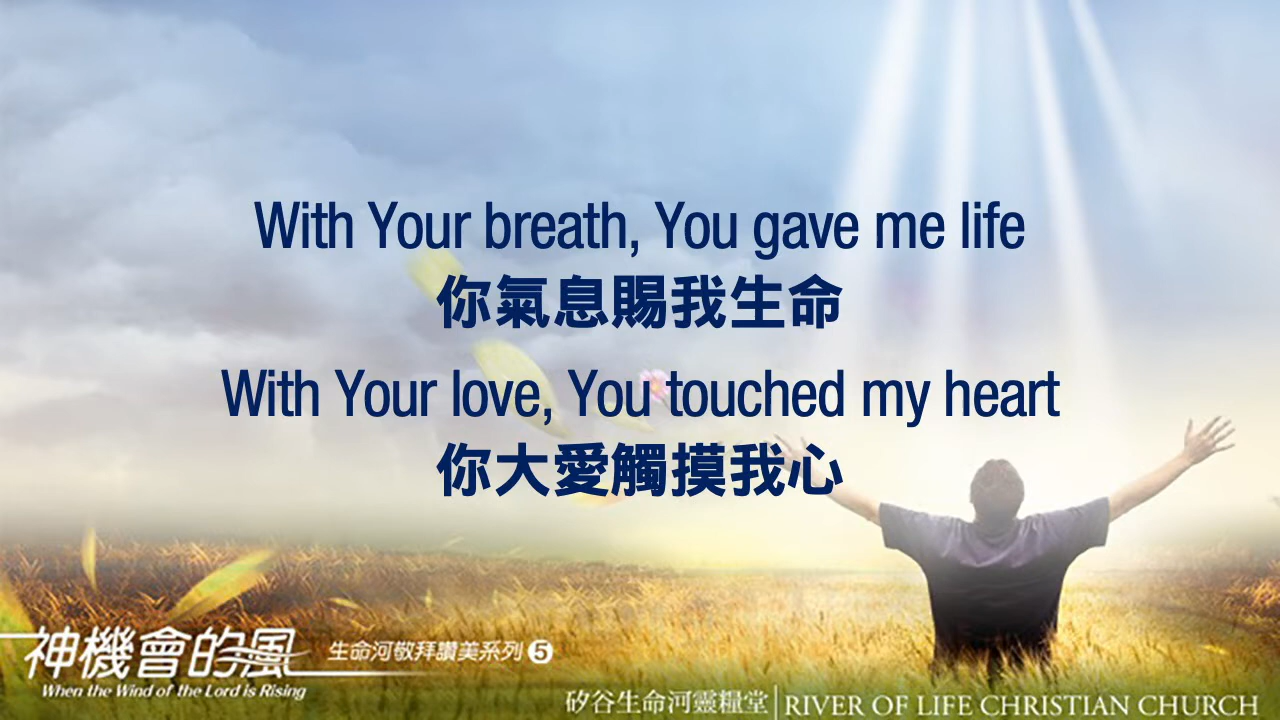 With Your breath, You gave me life
你氣息賜我生命
With Your love, You touched my heart
你大愛觸摸我心
神機會的風 生命河敬拜讚美系列 5
When the Wind of the Lord is Rising
矽谷生命河靈糧堂 | RIVER OF LIFE CHRISTIAN CHURCH